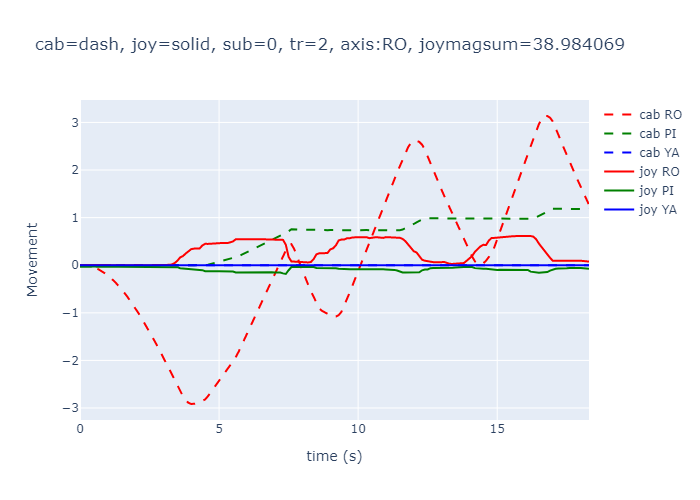 cab=dash, joy=solid, sub=0, tr=2, axis:RO, joymagsum=38.984069
3
2
1
0
−1
−2
−3
Movement
0
5
10
15
time (s)
cab RO
cab PI
cab YA
joy RO
joy PI
joy YA